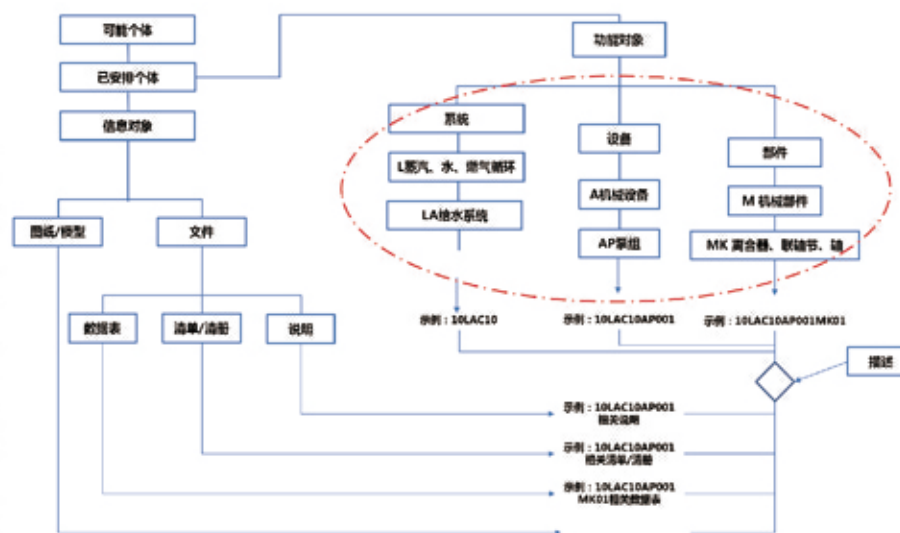 可能个体
功能对象
已安排个体
信息对象
系统
设备
部件
L蒸汽、水、燃气循环
A机械设备
M 机械部件
LA给水系统
AP泵组
MK 离合器、联轴节、轴
图纸/模型
文件
数据表
清单/清册
说明
示例：10LAC10
示例：10LAC10AP001
示例：10LAC10AP001MK01
描述
示例：10LAC10AP001
相关说明
示例：10LAC10AP001
相关清单/清册
示例：10LAC10AP001
MK01相关数据表